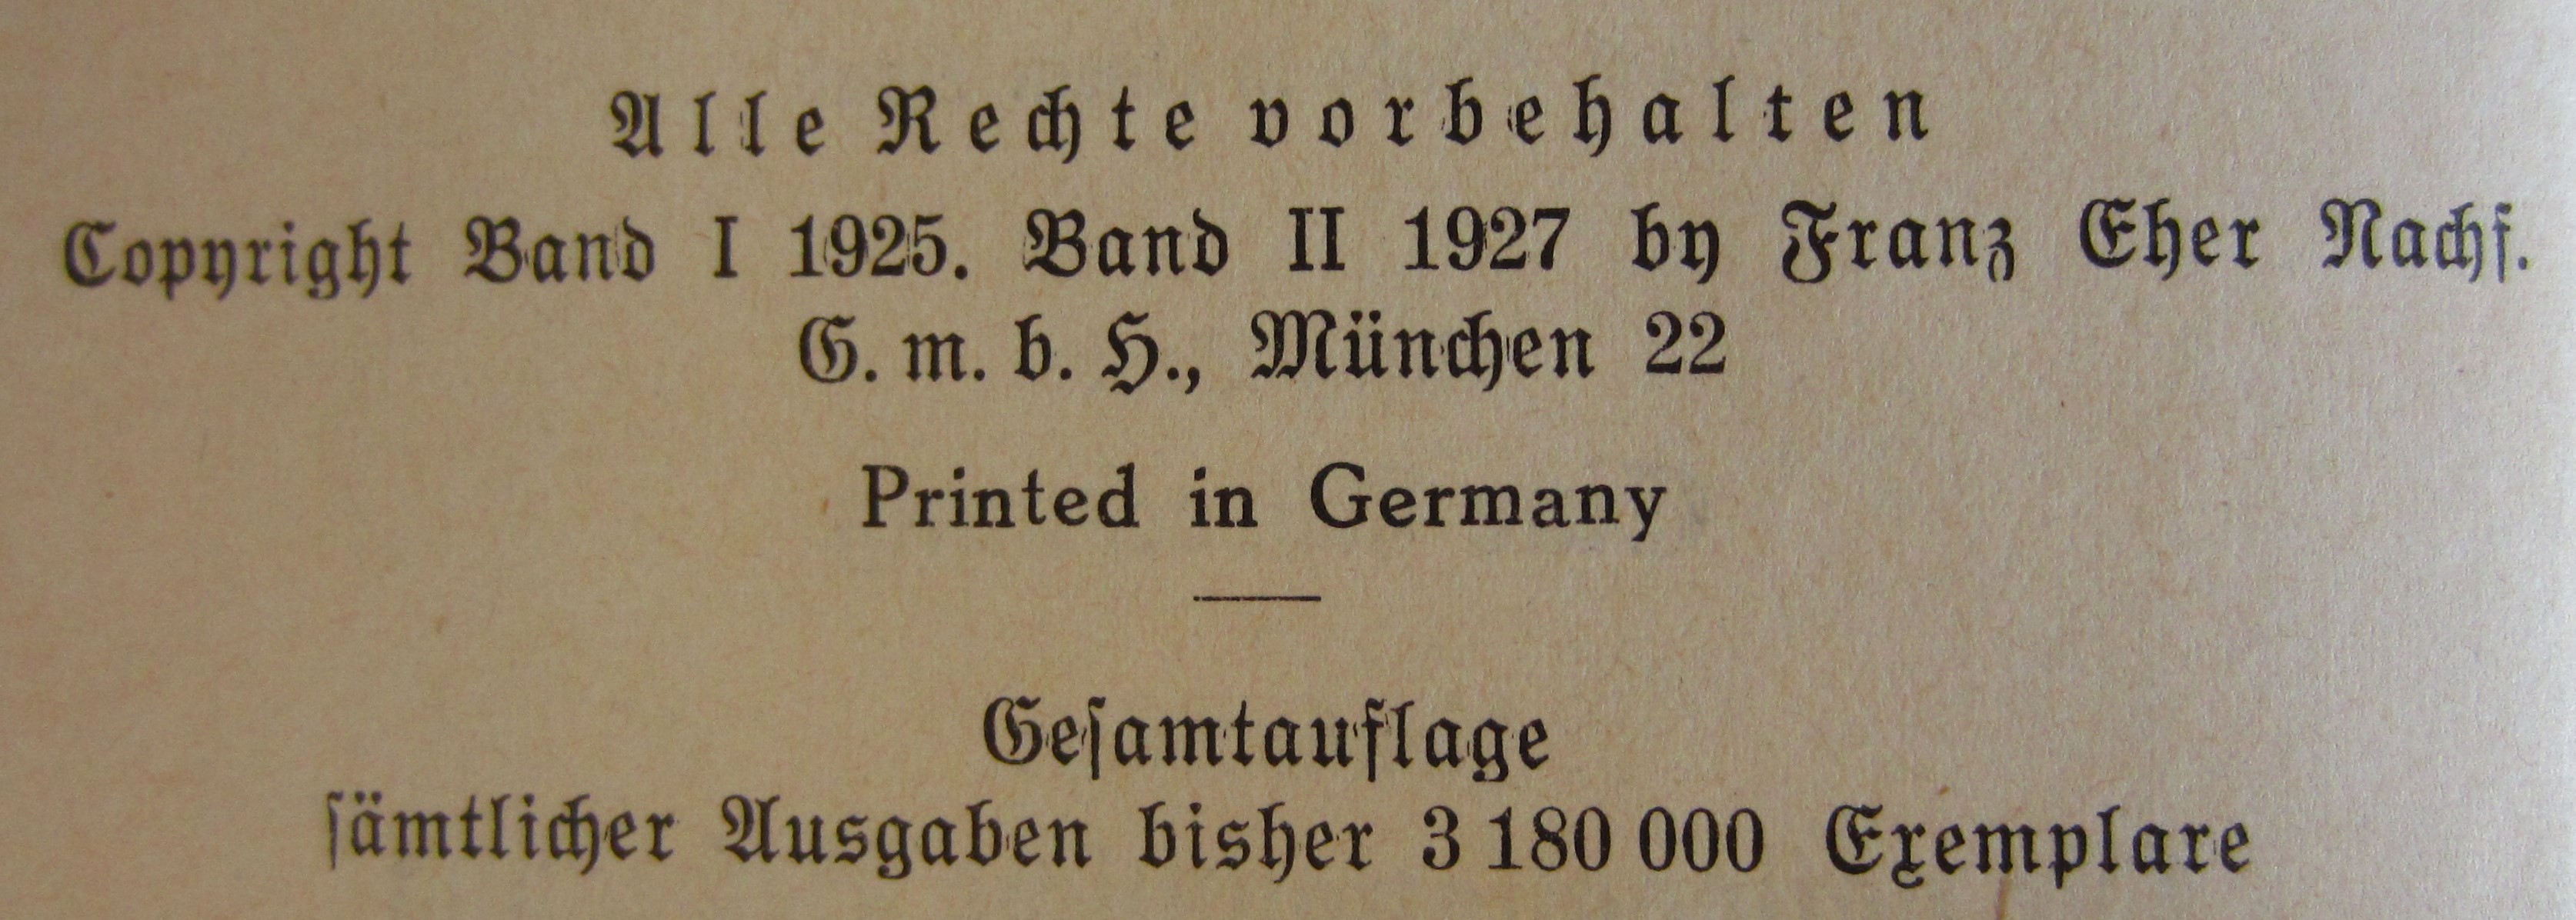 Alle Rechte vorbehalten
Copyright Band I 1925. Band II 1927 by Franz Eher Nachf.
G. m. b. H., München 22
Printed in Germany
Geſamtauflage
ſämtlicher Ausgaben bisher 3 180 000 Exemplare